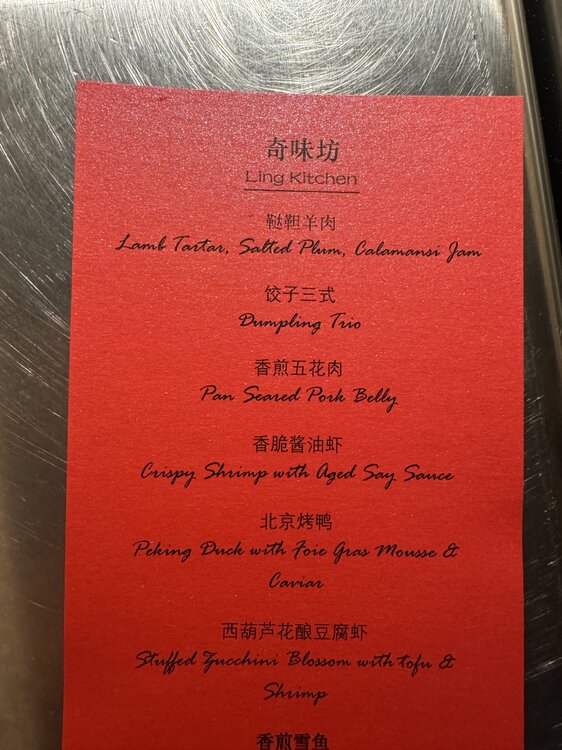 奇味坊
Ling Kitchen
鞑靼羊肉
Lamb Tartar, Salted Plum, Calamansi Jam
饺子三式
Dumpling Trio
香煎五花肉
Pan Seared Pork Belly
香脆酱油虾
Crispy Shrimp with Aged Soy Sauce
北京烤鸭
Peking Duck with Foie Gras Mousse &
Caviar
西葫芦花酿豆腐虾
Stuffed Zucchini Blossom with tofu &
Shrimp
香煎雪鱼